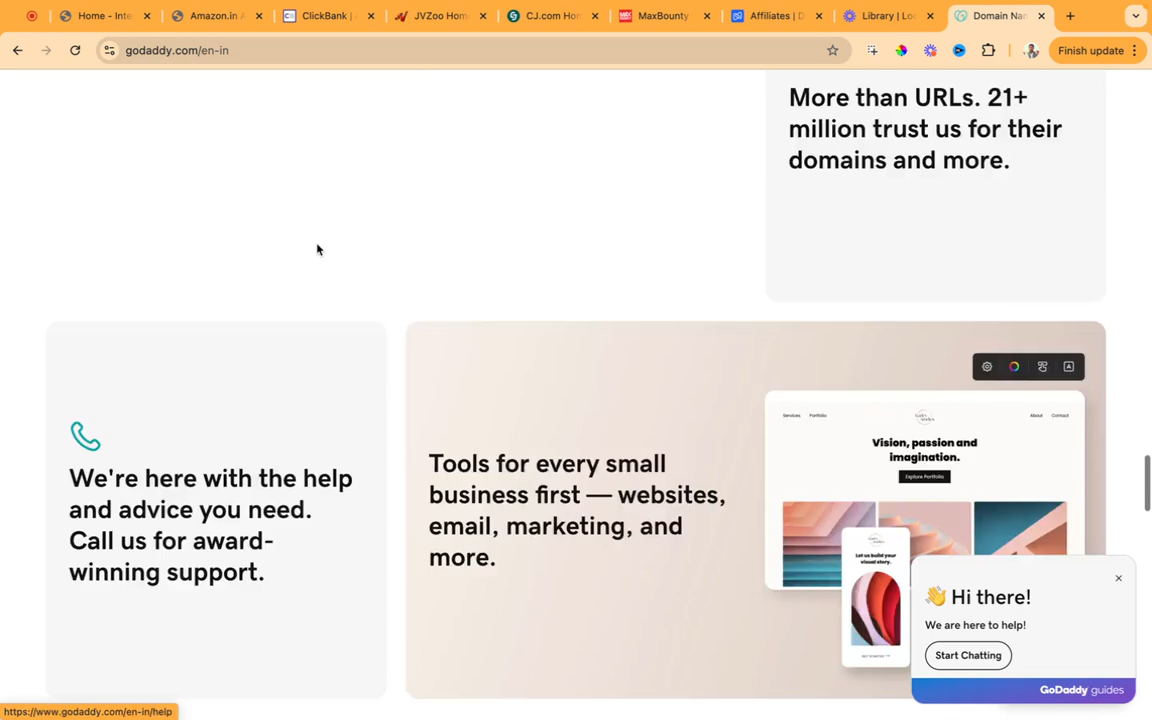 Home - Inte
Amazon.in A
ClickBank |
JVZoo Hom
CJ.com Hor
MaxBounty
Affiliates | D
Library | Loc
Domain Nar
godaddy.com/en-in
Finish update
More than URLs. 21+
million trust us for their
domains and more.
We're here with the help
and advice you need.
Call us for award-
winning support.
Tools for every small
business first — websites,
email, marketing, and
more.
Services Portfolio
About Contact
Vision, passion and
imagination.
Explore Portfolio
Let us build your
visual story.
Hi there!
We are here to help!
Start Chatting
GoDaddy guides
https://www.godaddy.com/en-in/help